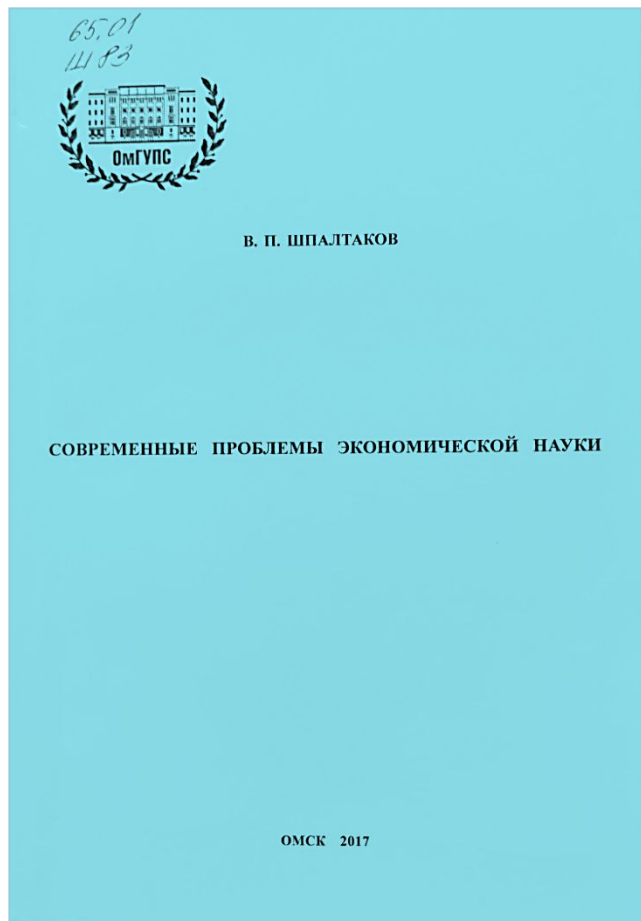 65.01
Ш 83
ОмГУПС
В. П. ШПАЛТАКОВ
СОВРЕМЕННЫЕ ПРОБЛЕМЫ ЭКОНОМИЧЕСКОЙ НАУКИ
ОМСК 2017